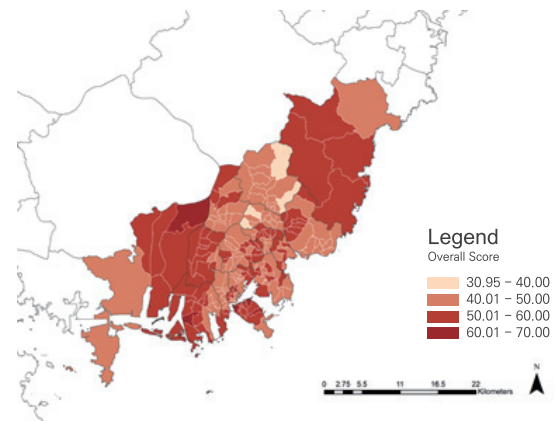 Legend
Overall Score
30.95 – 40.00
40.01 – 50.00
50.01 – 60.00
60.01 – 70.00
N
0 2.75 5.5 11 16.5 22
Kilometers